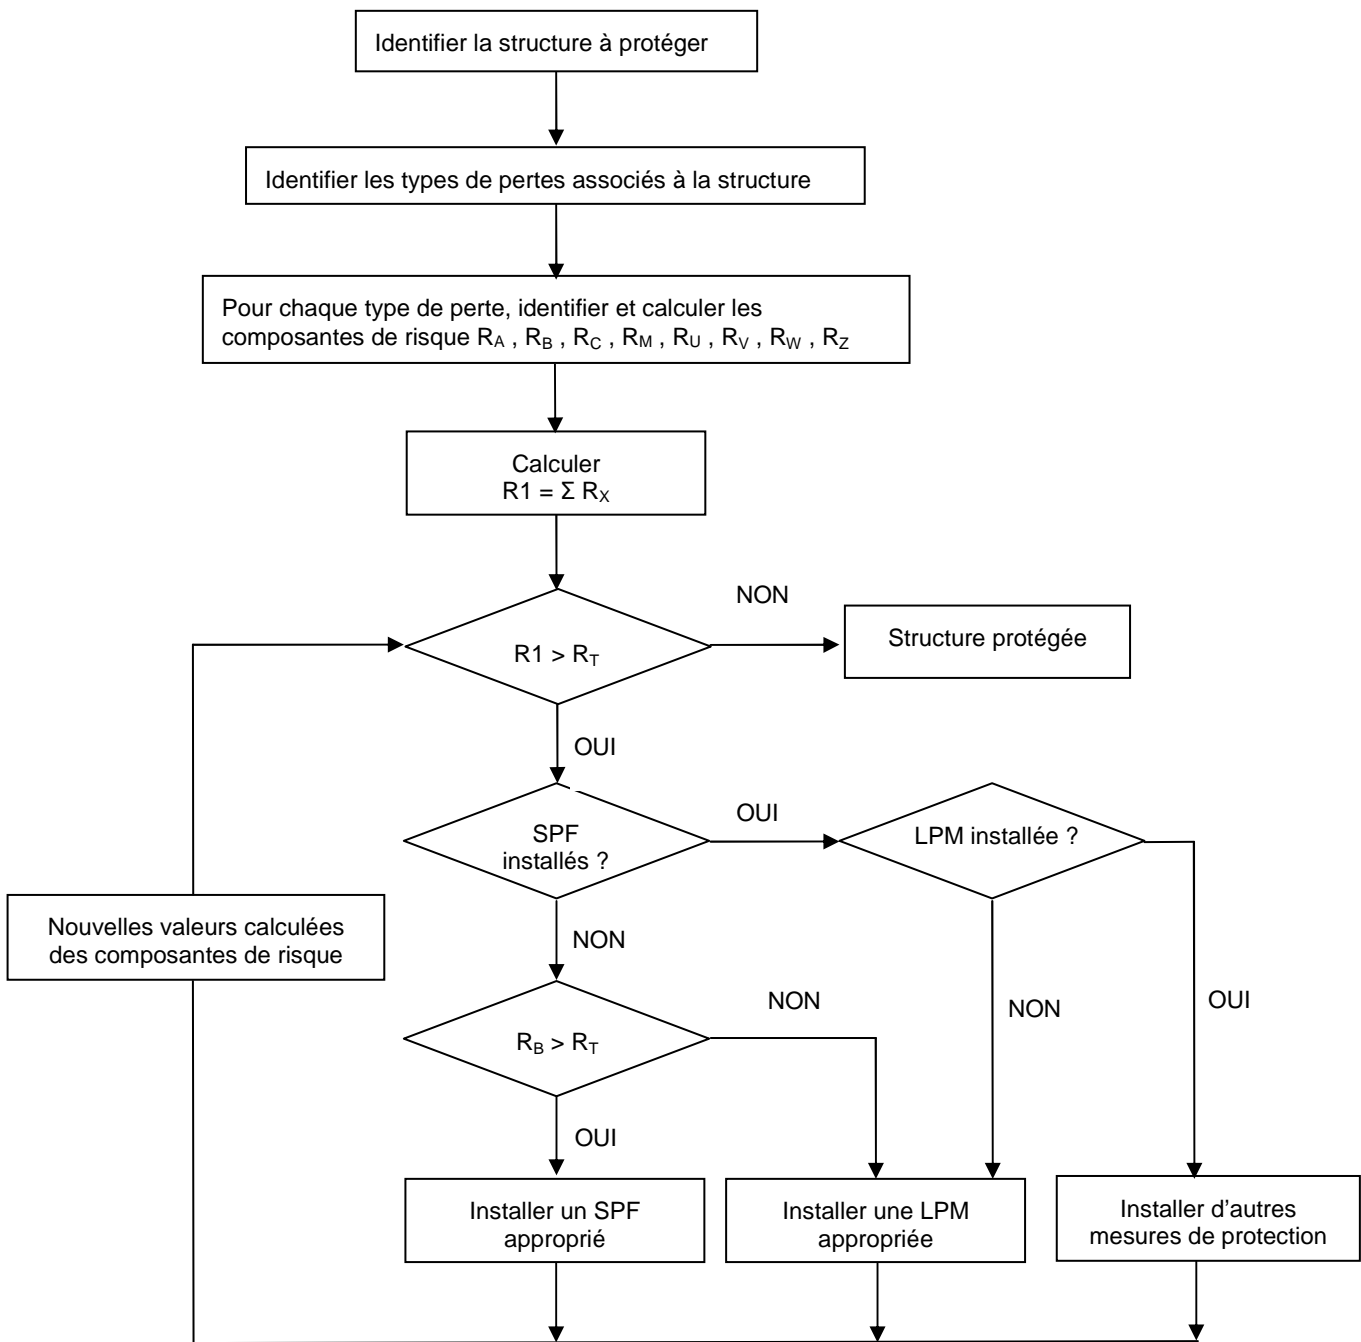 Identifier la structure à protéger
Identifier les types de pertes associés à la structure
Pour chaque type de perte, identifier et calculer les
composantes de risque RA , RB , RC , RM , RU , RV , RW , RZ
Calculer
R1 = Σ RX
NON
R1 > RT
Structure protégée
OUI
SPF
installés ?
OUI
LPM installée ?
Nouvelles valeurs calculées
des composantes de risque
NON
NON
NON
OUI
RB > RT
OUI
Installer un SPF
approprié
Installer une LPM
appropriée
Installer d'autres
mesures de protection